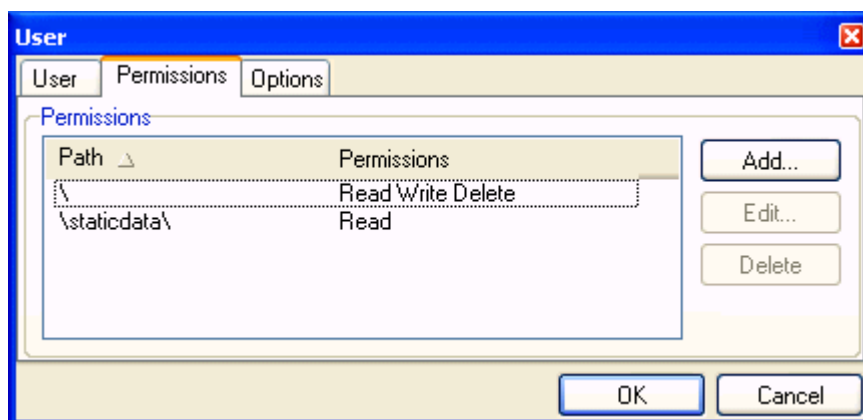 User
User Permissions Options
Permissions
Path Permissions
\ Read Write Delete
\staticdata\ Read
Add...
Edit...
Delete
OK Cancel